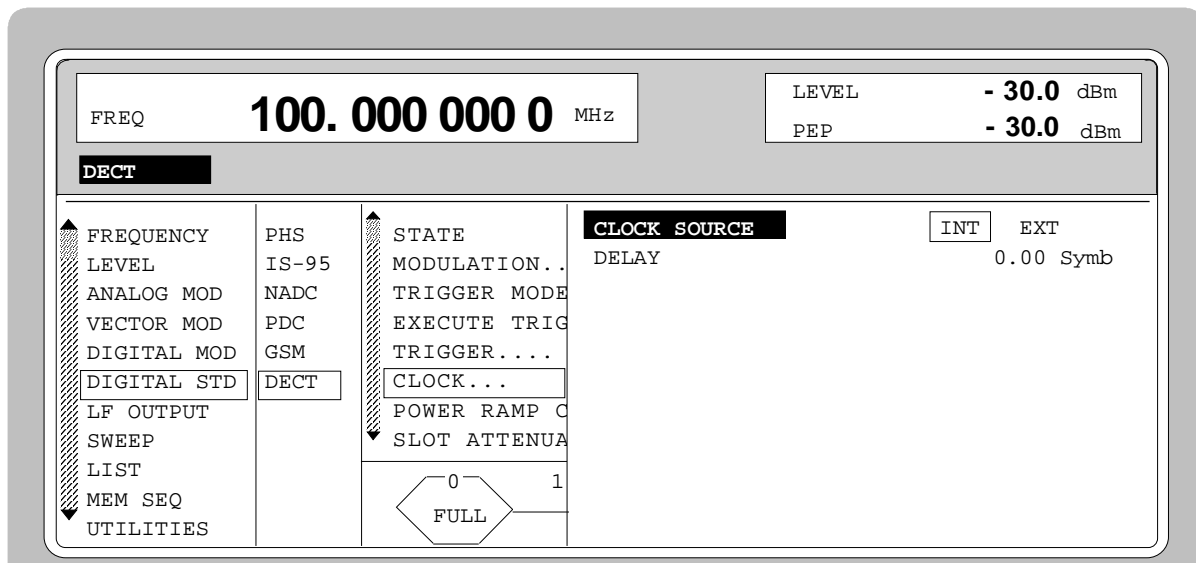 FREQ 100. 000 000 0 MHz
LEVEL - 30.0 dBm
PEP - 30.0 dBm
DECT
FREQUENCY
LEVEL
ANALOG MOD
VECTOR MOD
DIGITAL MOD
DIGITAL STD
LF OUTPUT
SWEEP
LIST
MEM SEQ
UTILITIES
PHS
IS-95
NADC
PDC
GSM
DECT
STATE
MODULATION..
TRIGGER MODE
EXECUTE TRIG
TRIGGER....
CLOCK...
POWER RAMP C
SLOT ATTENUA
0 1
FULL
CLOCK SOURCE INT EXT
DELAY 0.00 Symb